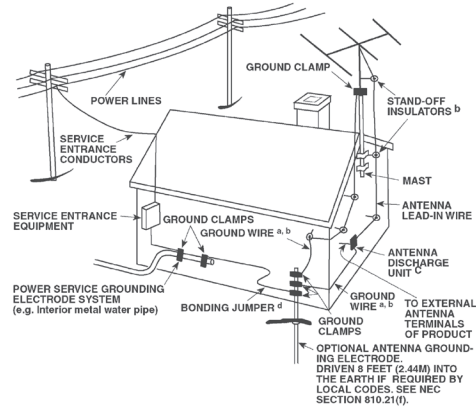 GROUND CLAMP
POWER LINES
STAND-OFF
INSULATORS b
SERVICE
ENTRANCE
CONDUCTORS
MAST
ANTENNA
LEAD-IN WIRE
SERVICE ENTRANCE
EQUIPMENT
GROUND CLAMPS
GROUND WIRE a, b
ANTENNA
DISCHARGE
UNIT C
POWER SERVICE GROUNDING
ELECTRODE SYSTEM
(e.g. Interior metal water pipe)
BONDING JUMPER d
GROUND
WIRE a, b
GROUND
CLAMPS
TO EXTERNAL
ANTENNA
TERMINALS
OF PRODUCT
OPTIONAL ANTENNA GROUND-
ING ELECTRODE.
DRIVEN 8 FEET (2.44M) INTO
THE EARTH IF REQUIRED BY
LOCAL CODES. SEE NEC
SECTION 810.21(f).